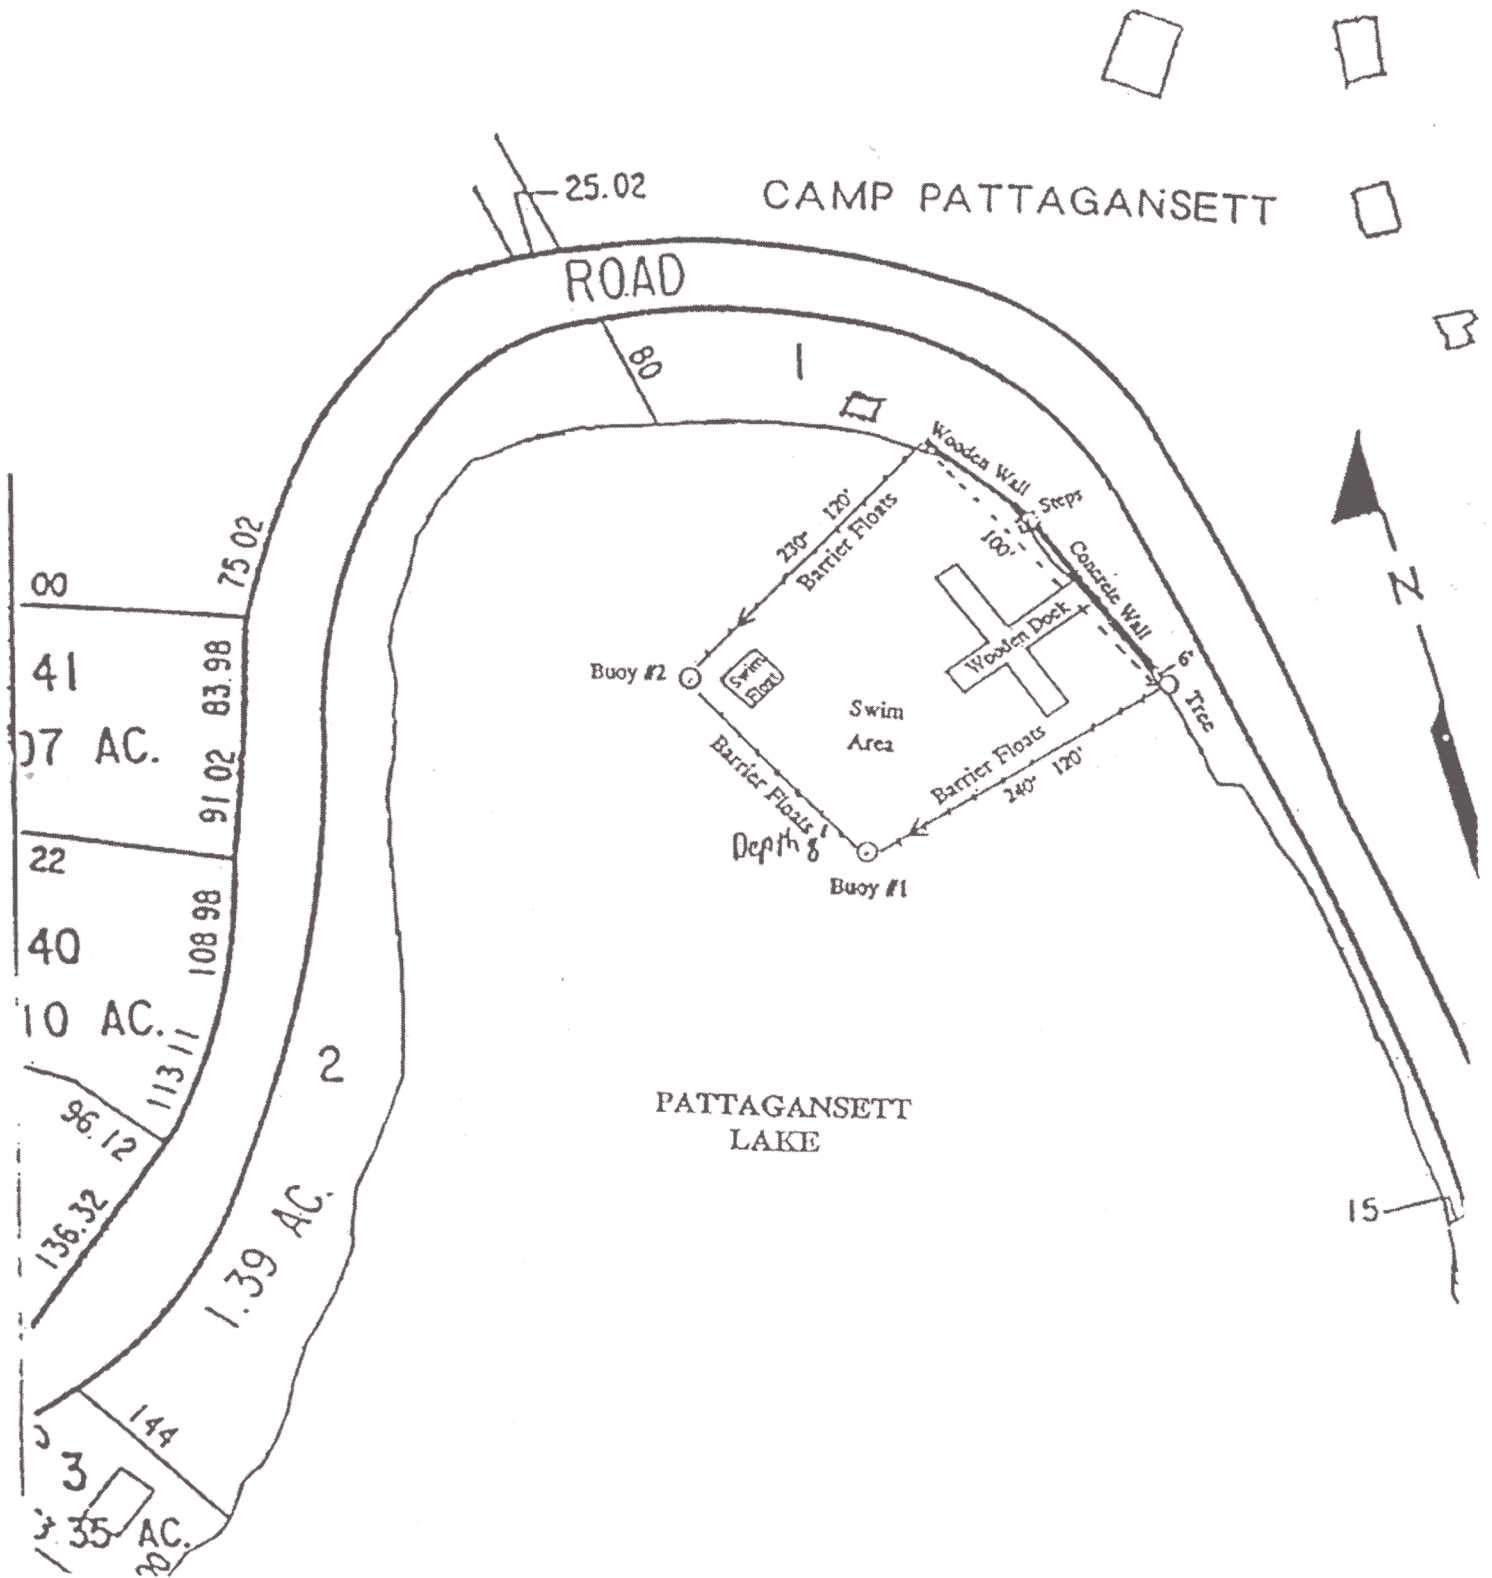 25.02
CAMP PATTAGANSETT
ROAD
80
1
Wooden Wall
Steps
120'
230°
Barrier Floats
100'
Concrete Wall
75 02
00
41
07 AC.
83.98
91 02
Wooden Dock
6'
Tree
N
Buoy #2
Swim
Float
Swim
Area
Barrier Floats
240° 120'
Barrier Floats
Depth 8'
Buoy #1
22
40
10 AC.
108 98
113 11
96.12
136.32
2
1.39 AC.
PATTAGANSETT
LAKE
15
144
3
3.35 AC.